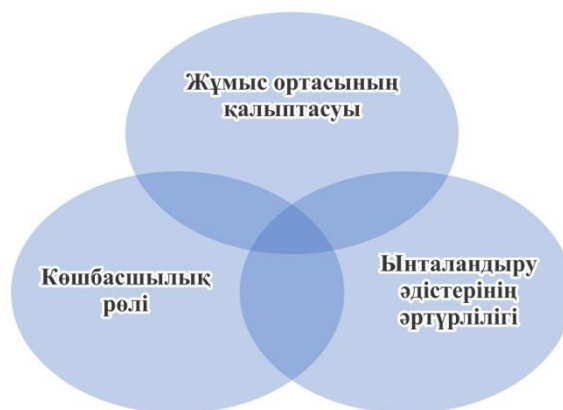 Жұмыс ортасының
қалыптасуы
Көшбасшылық
рөлі
Ынталандыру
әдістерінің
әртүрлілігі